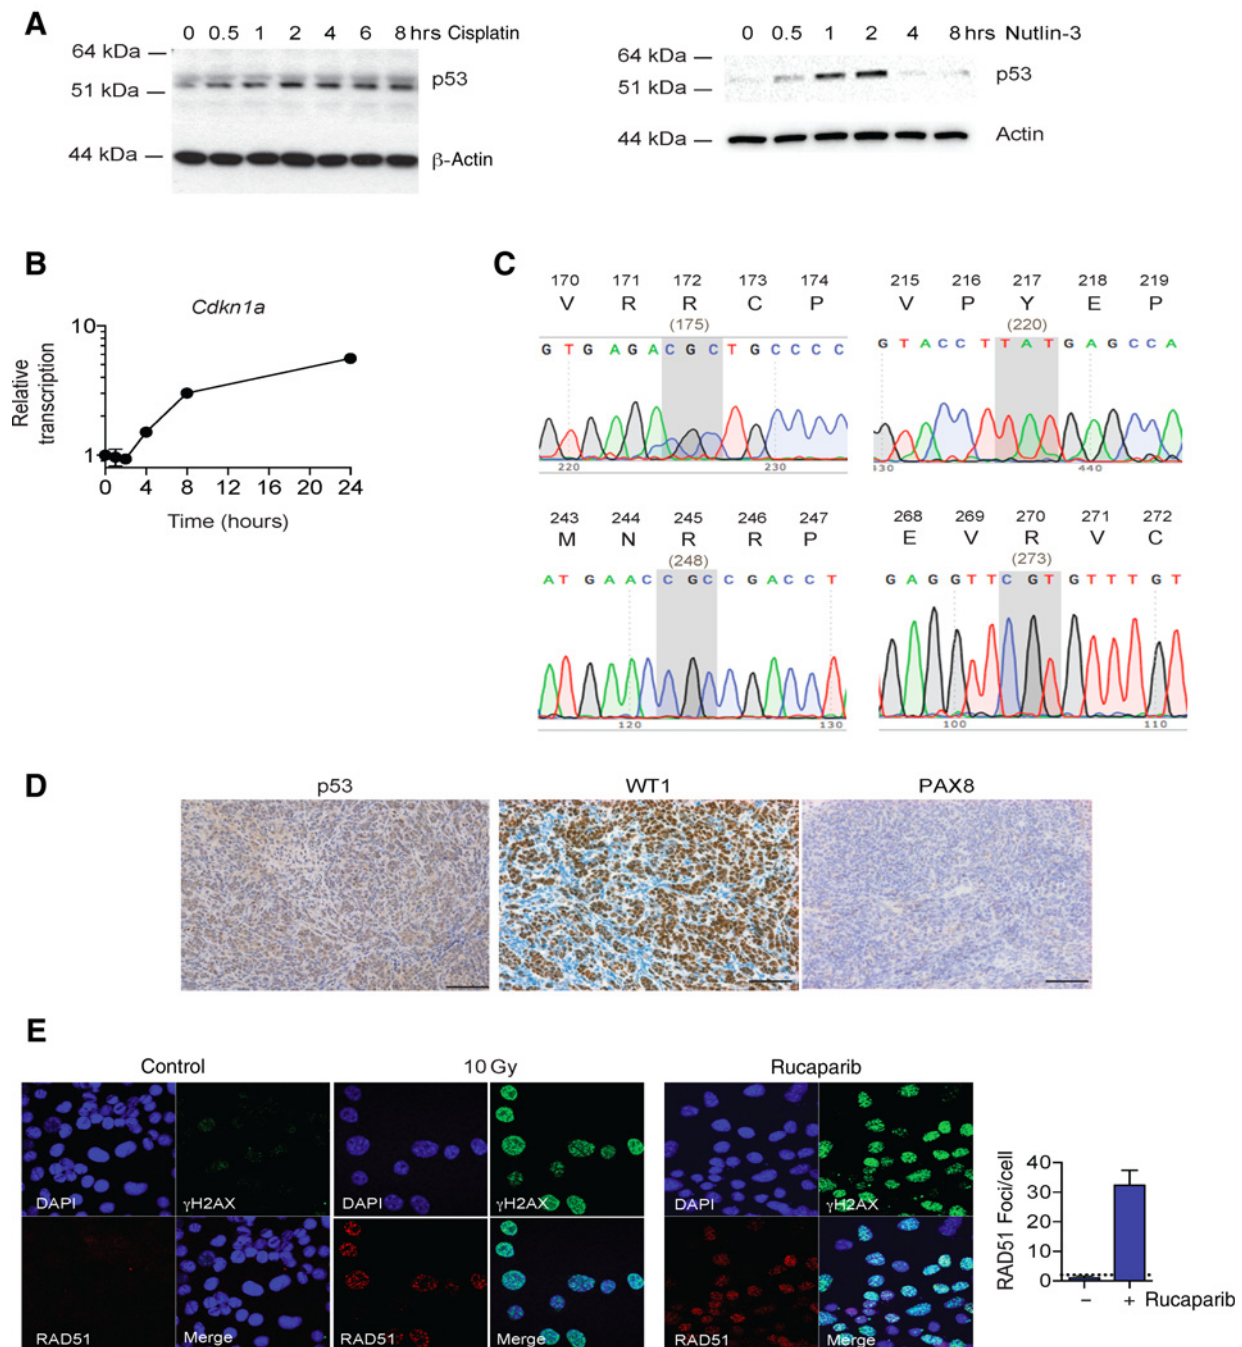 A
0 0.5 1 2 4 6 8 hrs Cisplatin
64 kDa
p53
51 kDa
44 kDa
β-Actin
0 0.5 1 2 4 8 hrs Nutlin-3
64 kDa
p53
51 kDa
44 kDa
Actin
B
Cdkn1a
Relative
transcription
10
1
0 4 8 12 16 20 24
Time (hours)
C
170 171 172 173 174
V R R C P
(175)
G T G A G A C G C T G C C C C
220 230
215 216 217 218 219
V P Y E P
(220)
G T A C C T T A T G A G C C A
430 440
243 244 245 246 247
M N R R P
(248)
A T G A A C C G C C G A C C T
120 130
268 269 270 271 272
E V R V C
(273)
G A G G T T C G T G T T T G T
100 110
D
p53 WT1 PAX8
E
Control 10 Gy Rucaparib
DAPI γH2AX DAPI γH2AX DAPI γH2AX
RAD51 Merge RAD51 Merge RAD51 Merge
RAD51 Foci/cell
40
30
20
10
0
– + Rucaparib